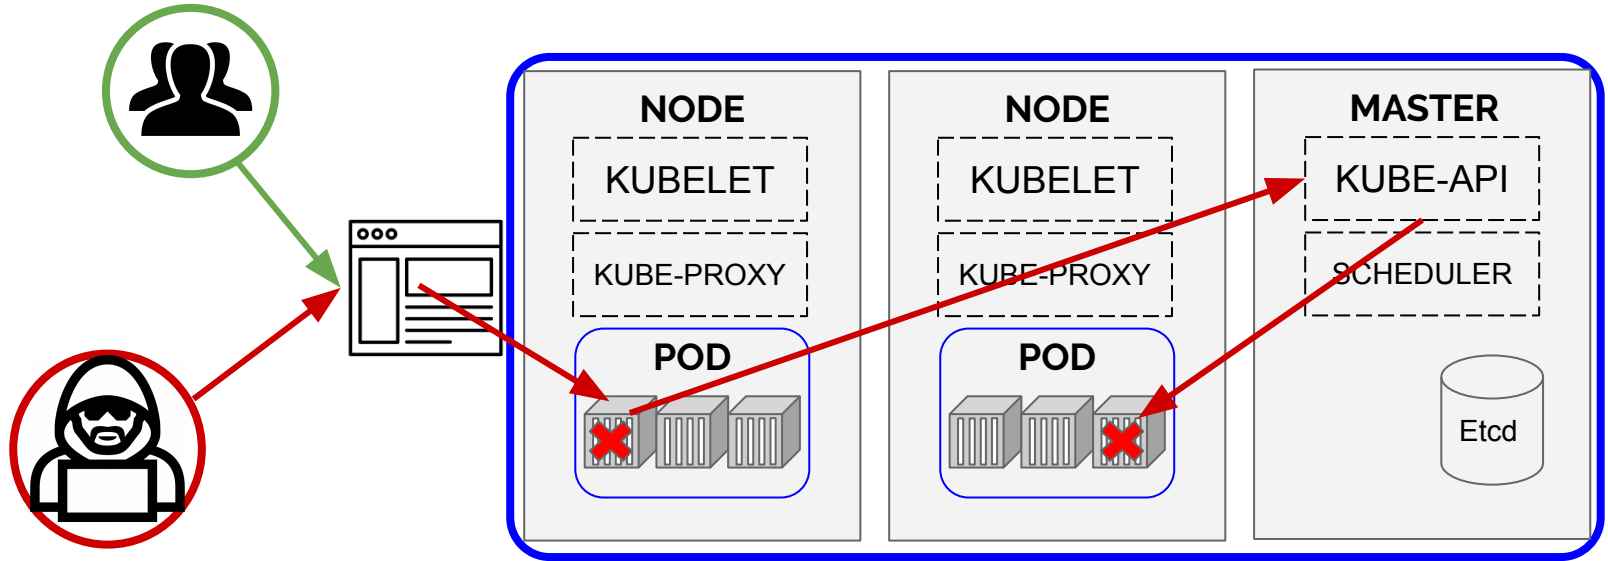 NODE
KUBELET
KUBE-PROXY
POD
NODE
KUBELET
KUBE-PROXY
POD
MASTER
KUBE-API
SCHEDULER
Etcd